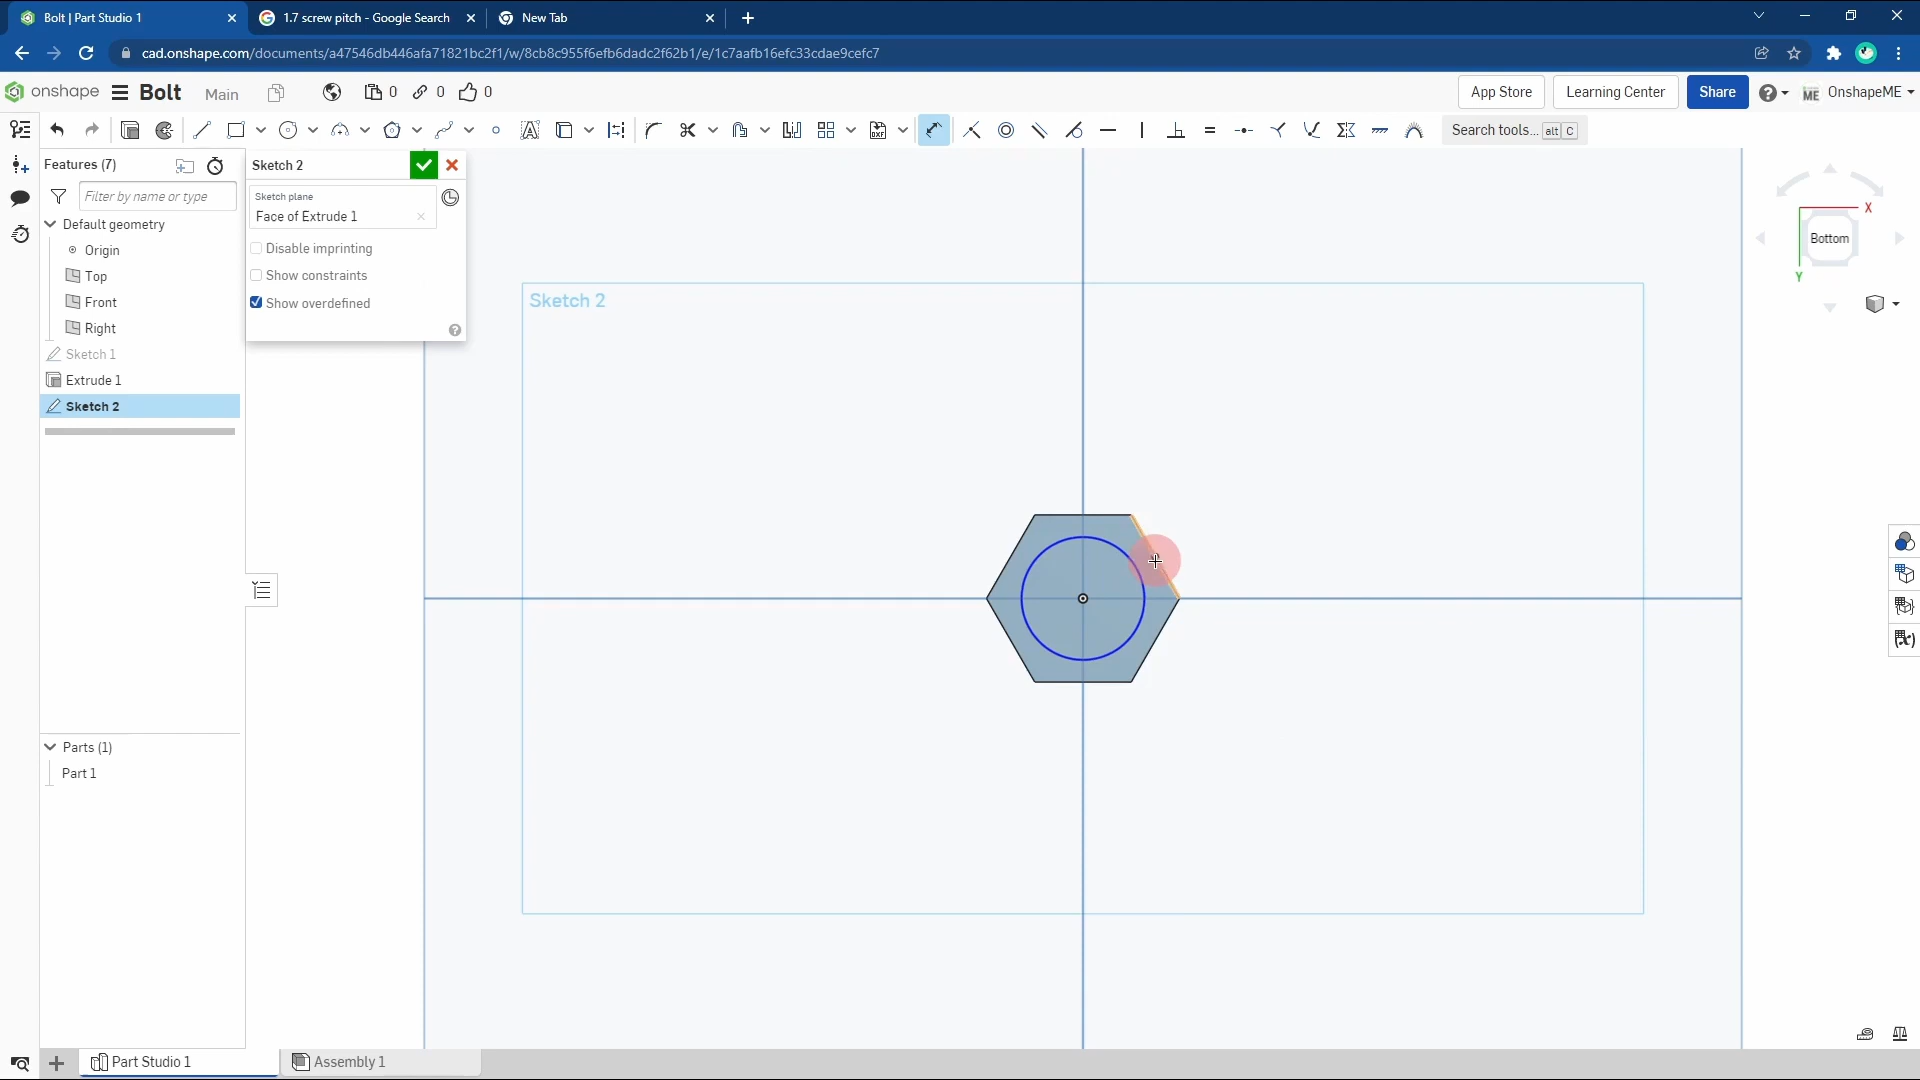 Bolt | Part Studio 1
1.7 screw pitch - Google Search
New Tab
cad.onshape.com/documents/a47546db446afa71821bc2f1/w/8cb8c955f6efb6dadc2f62b1/e/1c7aafb16efc33cdae9cefc7
onshape
Bolt
Main
0
0
0
App Store
Learning Center
Share
ME
OnshapeME
Search tools... alt C
Features (7)
Filter by name or type
Default geometry
Origin
Top
Front
Right
Sketch 1
Extrude 1
Sketch 2
Sketch 2
Sketch plane
Face of Extrude 1
Disable imprinting
Show constraints
Show overdefined
Sketch 2
X
Bottom
Y
Parts (1)
Part 1
Part Studio 1
Assembly 1